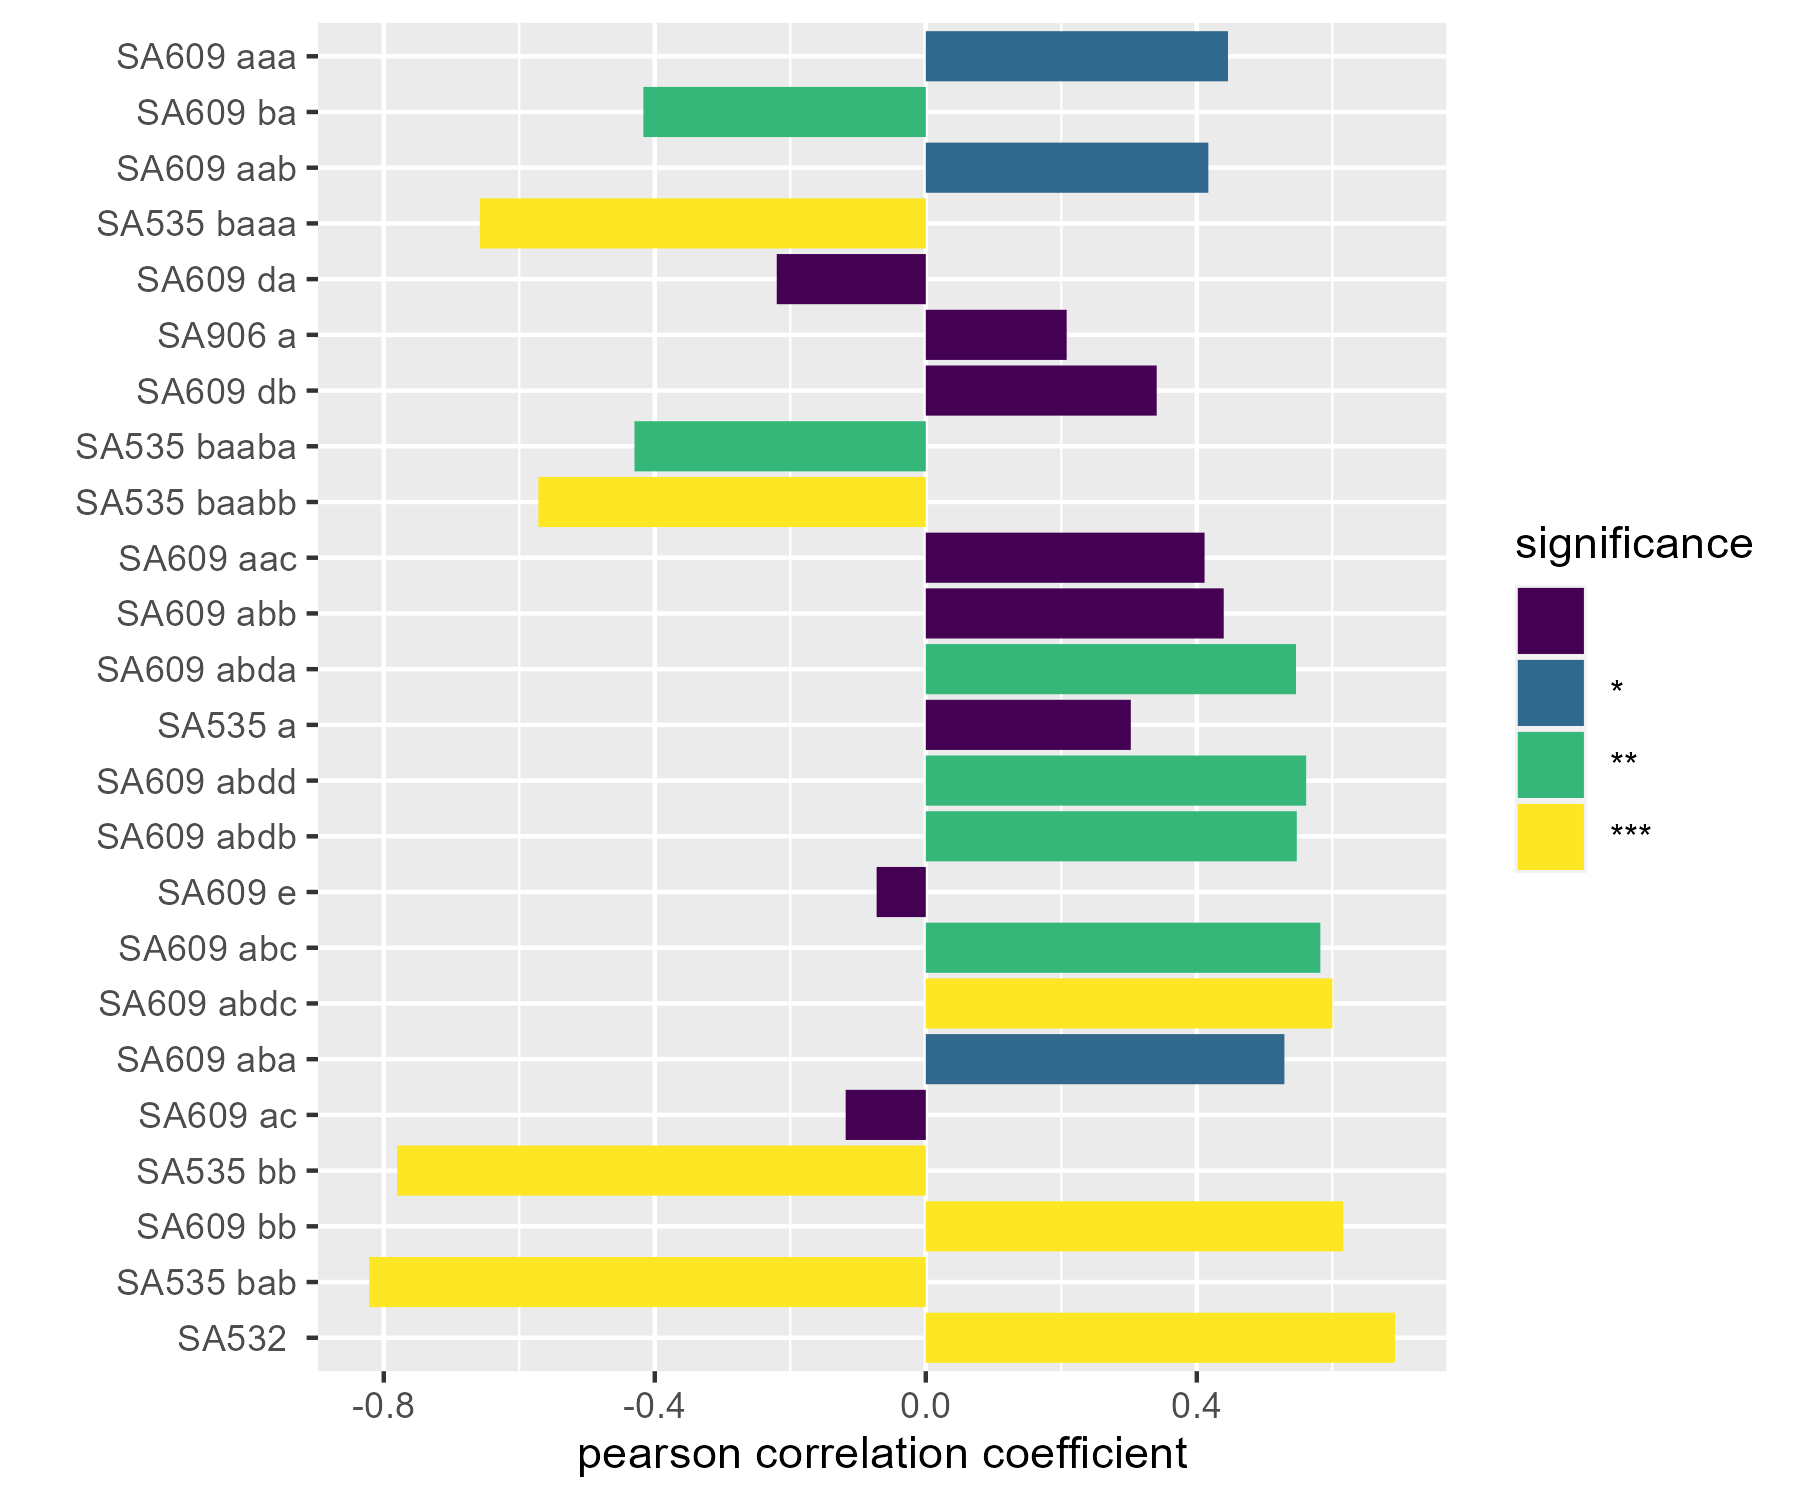 SA609 aaa
SA609 ba
SA609 aab
SA535 baaa
SA609 da
SA906 a
SA609 db
SA535 baaba
SA535 baabb
SA609 aac
SA609 abb
SA609 abda
SA535 a
SA609 abdd
SA609 abdb
SA609 e
SA609 abc
SA609 abdc
SA609 aba
SA609 ac
SA535 bb
SA609 bb
SA535 bab
SA532
-0.8 -0.4 0.0 0.4
pearson correlation coefficient
significance
*
**
***